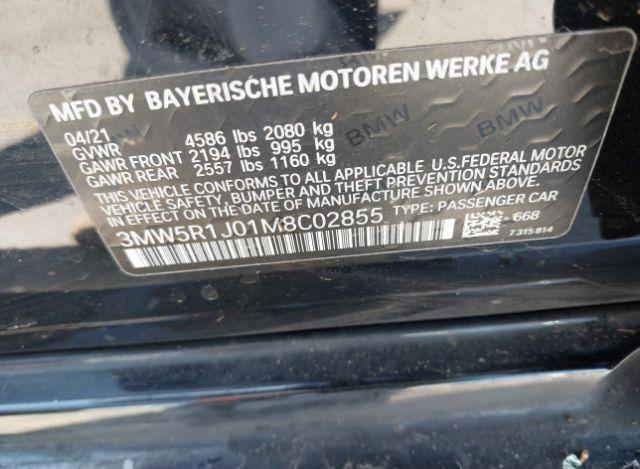 MFD BY BAYERISCHE MOTOREN WERKE AG
04/21
GVWR 4586 lbs 2080 kg
GAWR FRONT 2194 lbs 995 kg
GAWR REAR 2557 lbs 1160 kg
THIS VEHICLE CONFORMS TO ALL APPLICABLE U.S.FEDERAL MOTOR
VEHICLE SAFETY, BUMPER, AND THEFT PREVENTION STANDARDS
IN EFFECT ON THE DATE OF MANUFACTURE SHOWN ABOVE.
3MW5R1J01M8C02855 TYPE: PASSENGER CAR
-668
7 315 814
BMW
BMW
BMW